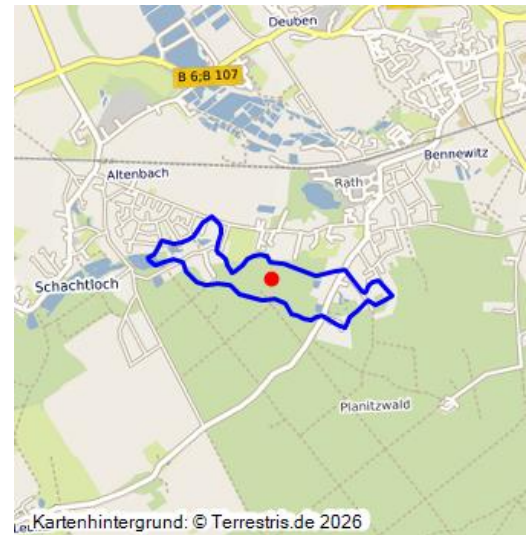 Deuben
B 6;B 107
Bennewitz
Altenbach
Rath
Schachtloch
Planitzwald
Kartenhintergrund: © Terrestris.de 2026